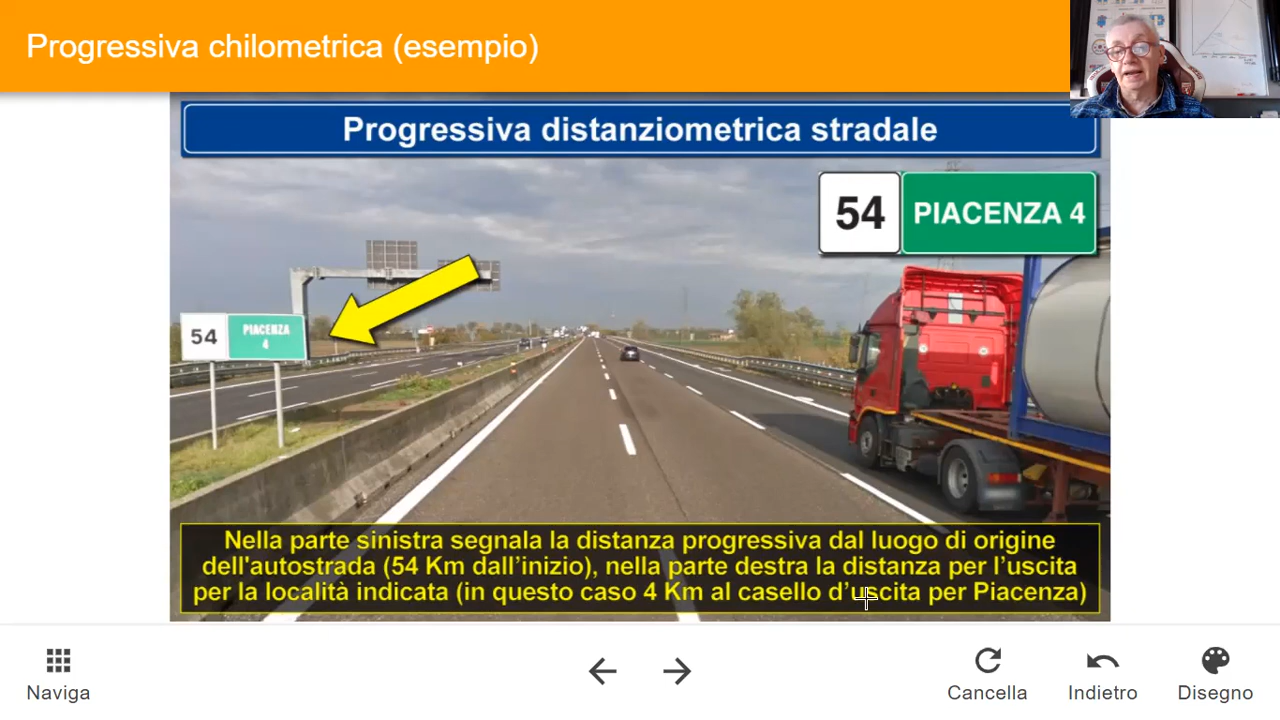 Progressiva chilometrica (esempio)
Progressiva distanziometrica stradale
54 PIACENZA 4
54 PIACENZA
4
Nella parte sinistra segnala la distanza progressiva dal luogo di origine
dell'autostrada (54 Km dall’inizio), nella parte destra la distanza per l’uscita
per la località indicata (in questo caso 4 Km al casello d’uscita per Piacenza)
Naviga
Cancella
Indietro
Disegno